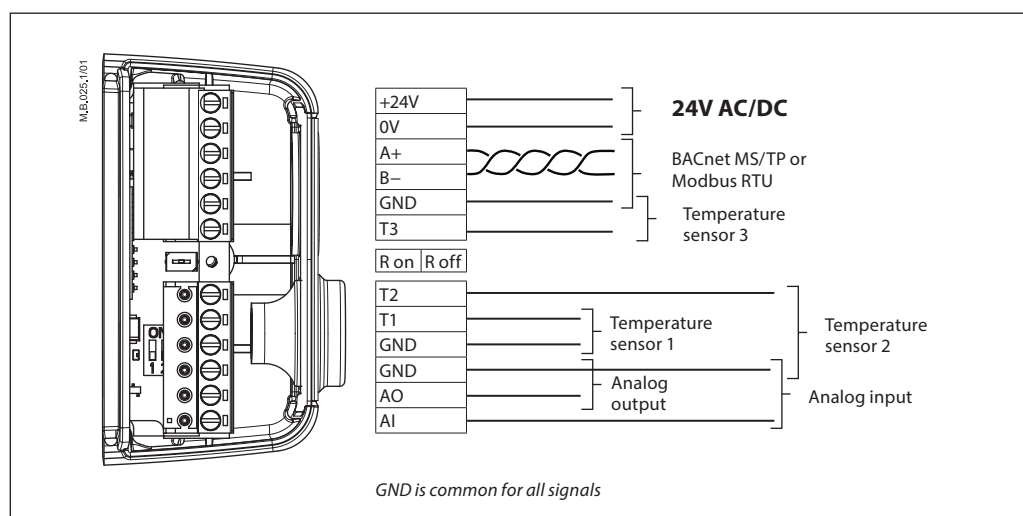 M.B.025.1/01
+24V
0V
A+
B−
GND
T3
24V AC/DC
BACnet MS/TP or
Modbus RTU
Temperature
sensor 3
R on R off
T2
T1
GND
GND
AO
AI
Temperature
sensor 1
Analog
output
Temperature
sensor 2
Analog input
ON
1 2
GND is common for all signals